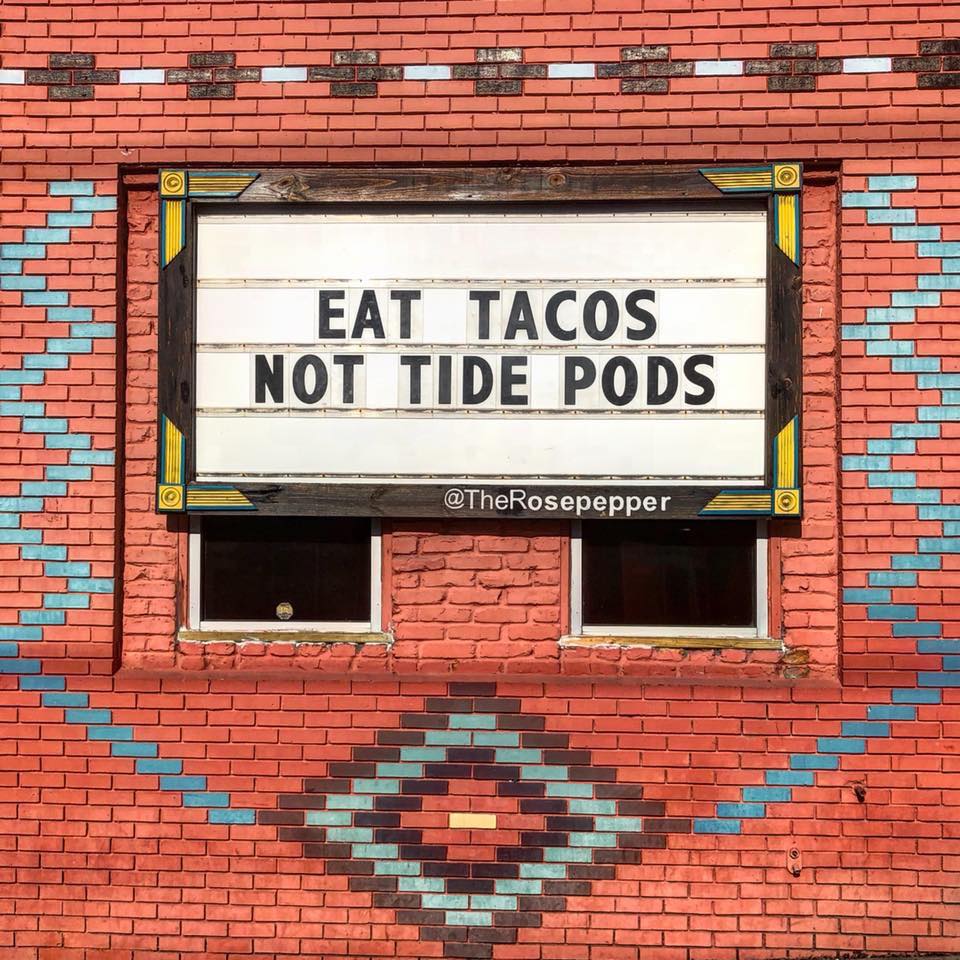 EAT TACOS
NOT TIDE PODS
@TheRosepepper